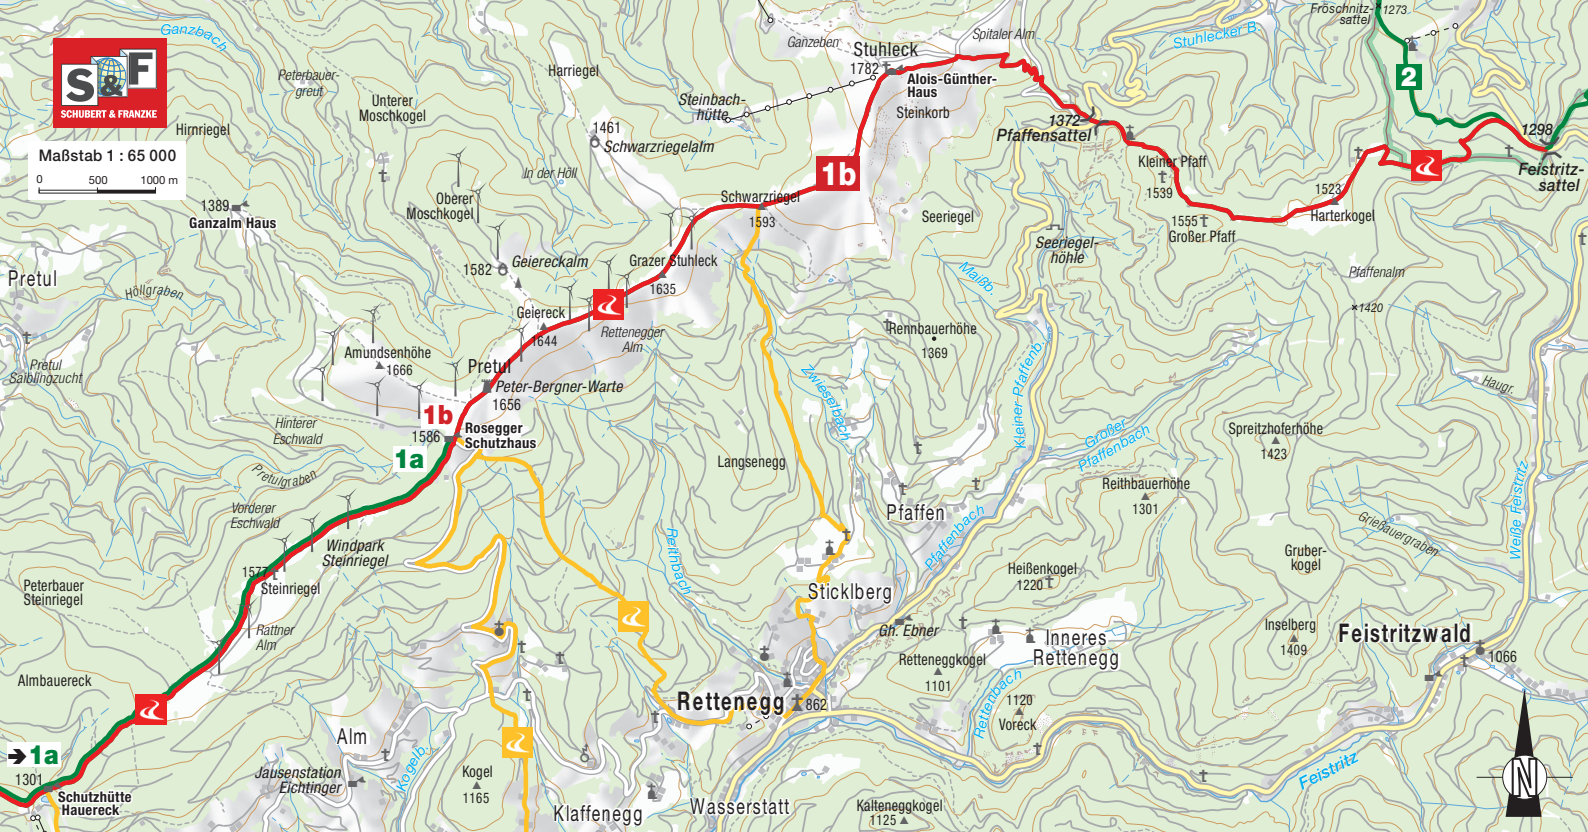 Ganzbach
S&F
SCHUBERT & FRANZKE
Maßstab 1 : 65 000
0 500 1000 m
Peterbauer-
greut
Hirnriegel
Unterer
Moschkogel
Harriegel
1461
Schwarzriegelalm
In der Höll
Steinbach-
hütte
Ganzeben
Stuhleck
1782
Alois-Günther-
Haus
Steinkorb
Spitaler Alm
Stuhlecker B.
Fröschnitz-
sattel
1273
2
1372
Pfaffensattel
Kleiner Pfaff
1539
1555
Großer Pfaff
1523
Harterkogel
1298
Feistritz-
sattel
1b
Schwarzriegel
1593
Seeriegel
Seeriegel-
höhle
Maißb.
Pfaffenalm
1420
1389
Ganzalm Haus
Oberer
Moschkogel
1582
Geiereckalm
Grazer Stuhleck
1635
Pretul
Höllgraben
Pretul
Saiblingzucht
Amundsenhöhe
1666
Geiereck
1644
Rettenegger
Alm
Rennbauerhöhe
1369
Pretul
Peter-Bergner-Warte
1656
1b
1586
Rosegger
Schutzhaus
1a
Hinterer
Eschwald
Pretulgraben
Vorderer
Eschwald
Windpark
Steinriegel
1577
Steinriegel
Peterbauer
Steinriegel
Rattner
Alm
Almbauereck
1a
1301
Schutzhütte
Hauereck
Alm
Jausenstation
Eichtinger
Kogelb.
Kogel
1165
Klaffenegg
Wasserstatt
Langsenegg
Zwieselbach
Kleiner Pfaffenb.
Großer
Pfaffenbach
Haugr.
Spreitzhoferhöhe
1423
Reithbauerhöhe
1301
Weiße Feistritz
Grießauergraben
Pfaffen
Pfaffenbach
Reithbach
Sticklberg
Gh. Ebner
Heißenkogel
1220
Gruber-
kogel
Inselberg
1409
Inneres
Rettenegg
Retteneggkogel
1101
Rettenbach
1120
Voreck
Rettenegg
862
Feistritzwald
1066
Feistritz
Kalteneggkogel
1125
N